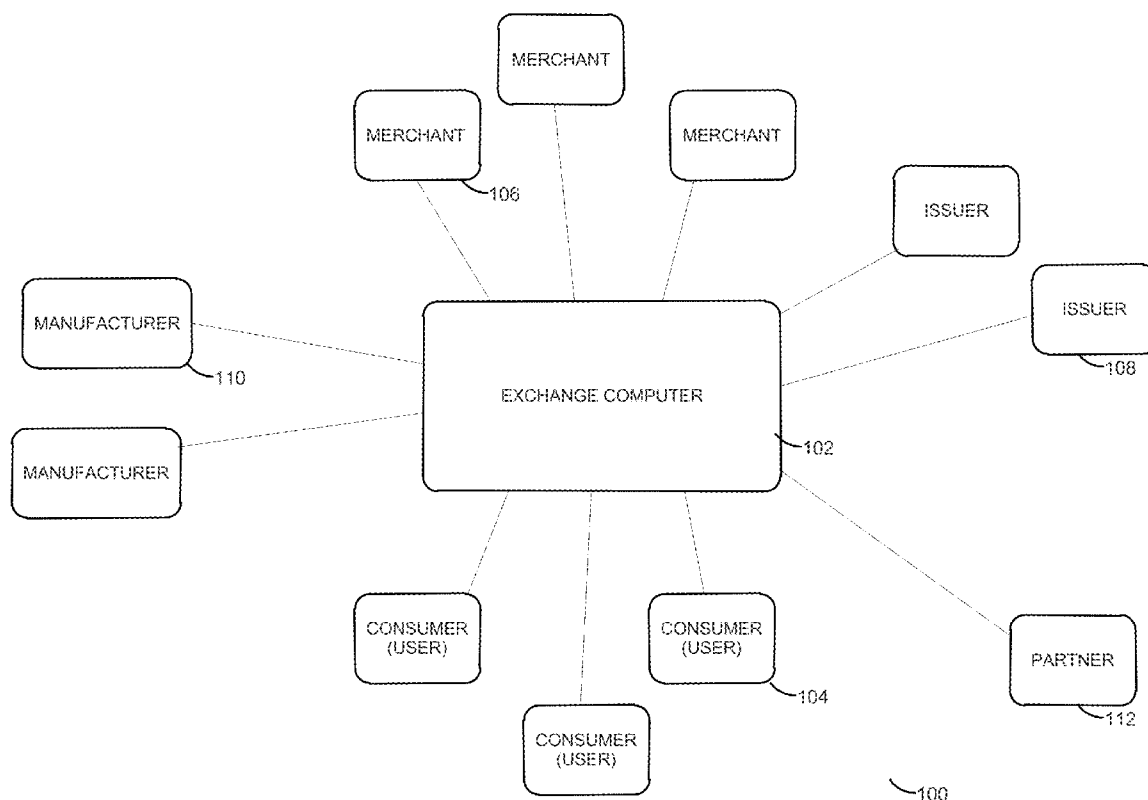 MERCHANT
MERCHANT
MERCHANT
106
ISSUER
ISSUER
108
MANUFACTURER
110
EXCHANGE COMPUTER
102
MANUFACTURER
CONSUMER
(USER)
CONSUMER
(USER)
104
PARTNER
112
CONSUMER
(USER)
100